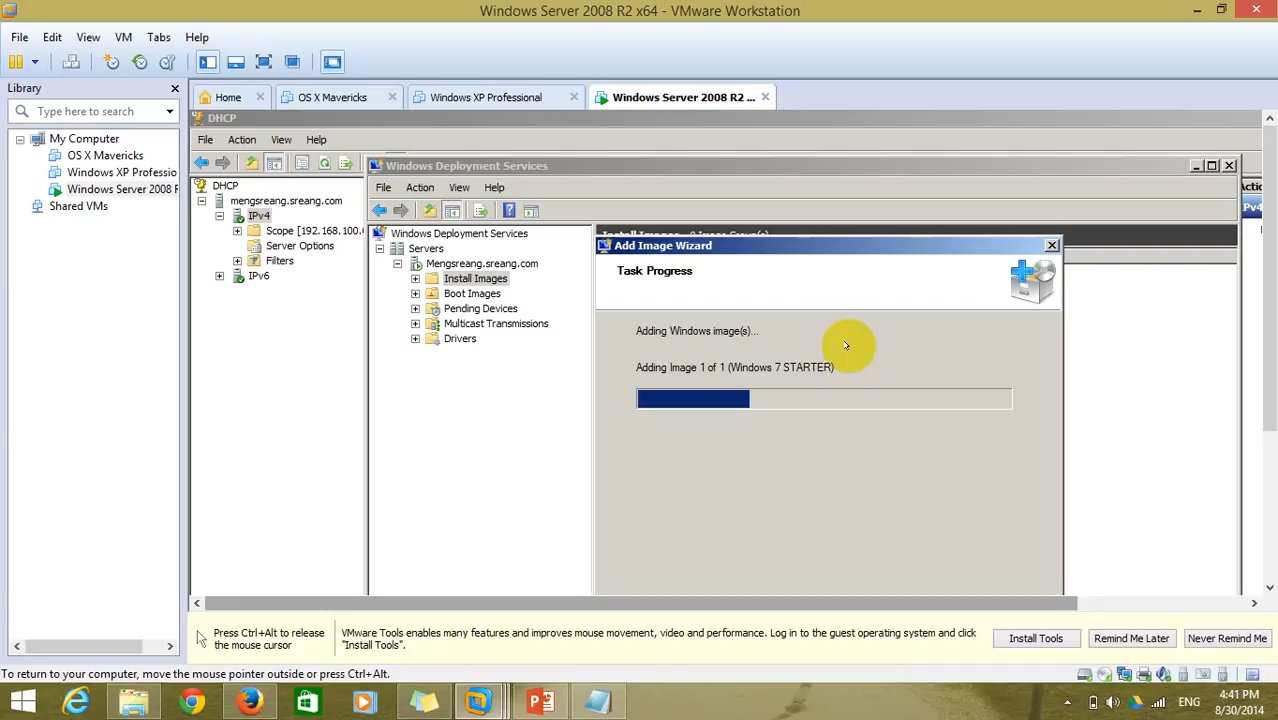 Windows Server 2008 R2 x64 - VMware Workstation
File Edit View VM Tabs Help
Library
Type here to search
My Computer
OS X Mavericks
Windows XP Professio
Windows Server 2008 R
Shared VMs
Home
OS X Mavericks
Windows XP Professional
Windows Server 2008 R2 ...
DHCP
File Action View Help
DHCP
mengsreang.sreang.com
IPv4
Scope [192.168.100.
Server Options
Filters
IPv6
Windows Deployment Services
File Action View Help
Windows Deployment Services
Servers
Mengsreang.sreang.com
Install Images
Boot Images
Pending Devices
Multicast Transmissions
Drivers
Install Images 0 Image Group(s)
Add Image Wizard
Task Progress
Adding Windows image(s)...
Adding Image 1 of 1 (Windows 7 STARTER)
Actio
IPv4
Press Ctrl+Alt to release
the mouse cursor
VMware Tools enables many features and improves mouse movement, video and performance. Log in to the guest operating system and click
"Install Tools".
Install Tools
Remind Me Later
Never Remind Me
To return to your computer, move the mouse pointer outside or press Ctrl+Alt.
ENG
4:41 PM
8/30/2014